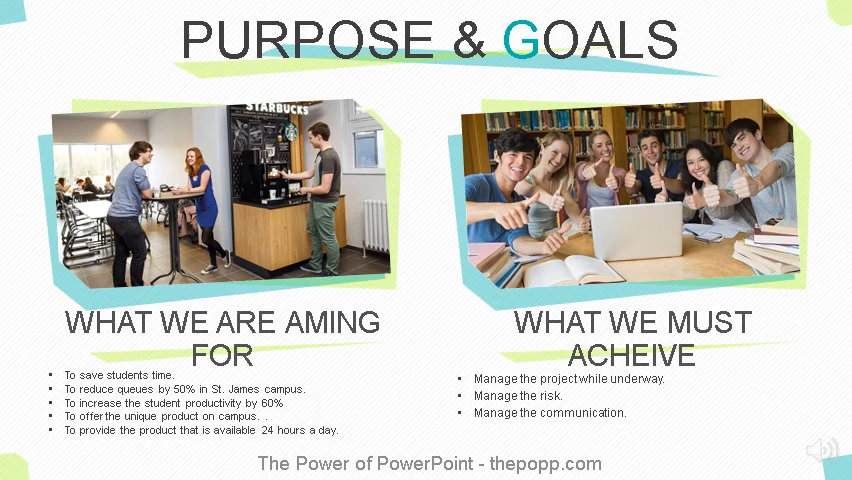 PURPOSE & GOALS
STARBUCKS
WHAT WE ARE AMING
FOR
• To save students time.
• To reduce queues by 50% in St. James campus.
• To increase the student productivity by 60%
• To offer the unique product on campus. .
• To provide the product that is available 24 hours a day.
WHAT WE MUST
ACHEIVE
• Manage the project while underway.
• Manage the risk.
• Manage the communication.
The Power of PowerPoint - thepopp.com